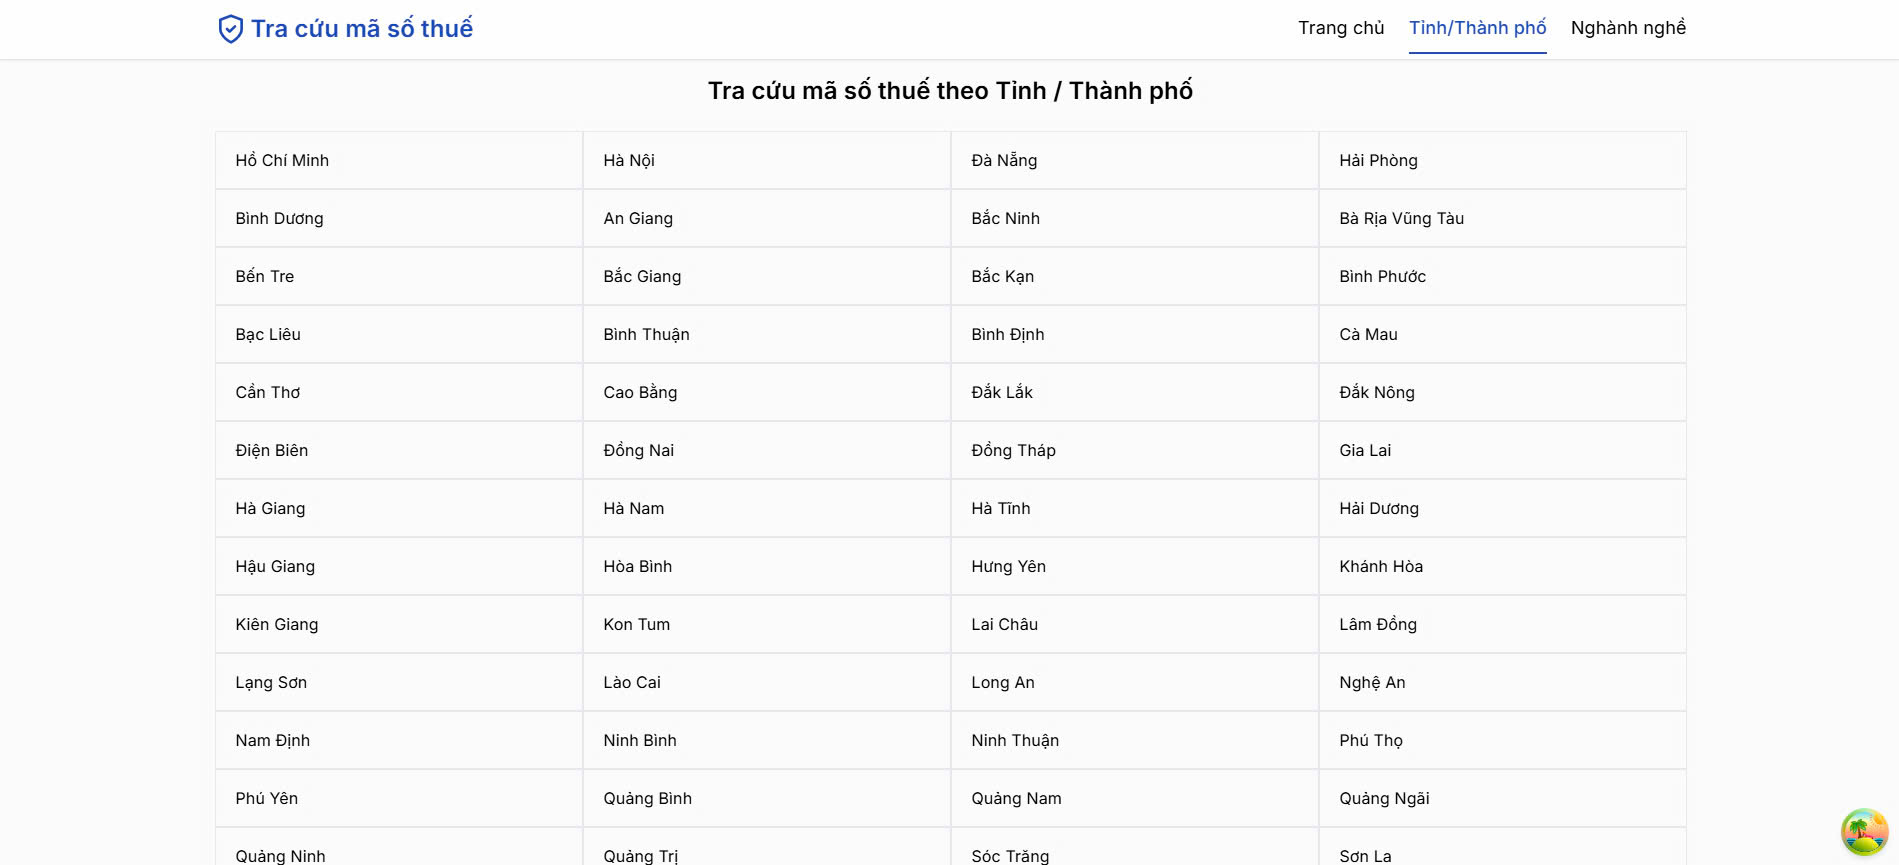 Tra cứu mã số thuế
Trang chủ Tỉnh/Thành phố Nghành nghề
Tra cứu mã số thuế theo Tỉnh / Thành phố
Hồ Chí Minh Hà Nội Đà Nẵng Hải Phòng
Bình Dương An Giang Bắc Ninh Bà Rịa Vũng Tàu
Bến Tre Bắc Giang Bắc Kạn Bình Phước
Bạc Liêu Bình Thuận Bình Định Cà Mau
Cần Thơ Cao Bằng Đắk Lắk Đắk Nông
Điện Biên Đồng Nai Đồng Tháp Gia Lai
Hà Giang Hà Nam Hà Tĩnh Hải Dương
Hậu Giang Hòa Bình Hưng Yên Khánh Hòa
Kiên Giang Kon Tum Lai Châu Lâm Đồng
Lạng Sơn Lào Cai Long An Nghệ An
Nam Định Ninh Bình Ninh Thuận Phú Thọ
Phú Yên Quảng Bình Quảng Nam Quảng Ngãi
Quảng Ninh Quảng Trị Sóc Trăng Sơn La